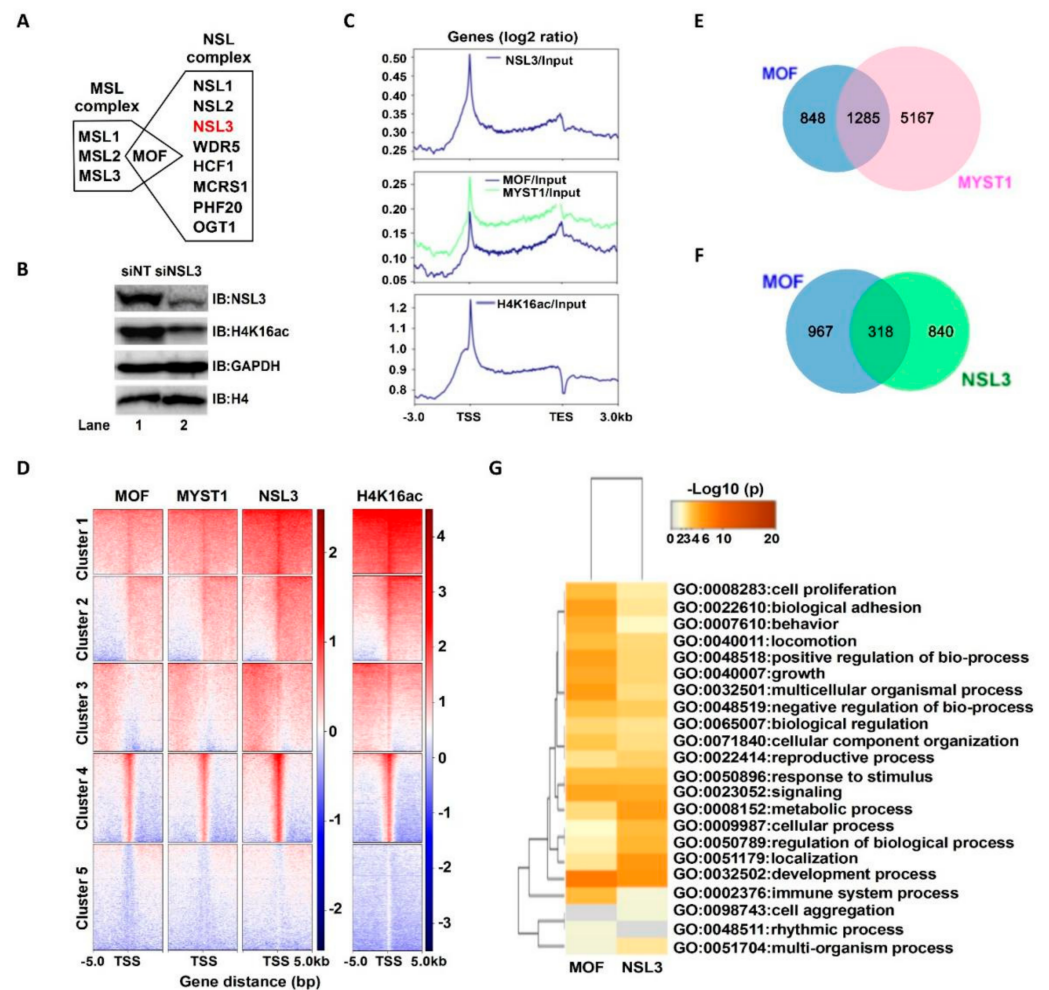 A
NSL
complex
MSL
complex
MSL1
MSL2
MSL3
MOF
NSL1
NSL2
NSL3
WDR5
HCF1
MCRS1
PHF20
OGT1
B
siNT siNSL3
IB:NSL3
IB:H4K16ac
IB:GAPDH
IB:H4
Lane 1 2
C
Genes (log2 ratio)
NSL3/Input
0.50
0.45
0.40
0.35
0.30
0.25
MOF/Input
MYST1/Input
0.25
0.20
0.15
0.10
0.05
H4K16ac/Input
1.2
1.1
1.0
0.9
0.8
-3.0 TSS TES 3.0kb
E
MOF
848 1285 5167
MYST1
F
MOF
967 318 840
NSL3
D
MOF MYST1 NSL3 H4K16ac
Cluster 1
Cluster 2
Cluster 3
Cluster 4
Cluster 5
2
1
0
-1
-2
4
3
2
1
0
-1
-2
-3
-5.0 TSS TSS TSS 5.0kb -5.0 TSS 5.0kb
Gene distance (bp)
G
-Log10 (p)
0 2 3 4 6 10 20
GO:0008283:cell proliferation
GO:0022610:biological adhesion
GO:0007610:behavior
GO:0040011:locomotion
GO:0048518:positive regulation of bio-process
GO:0040007:growth
GO:0032501:multicellular organismal process
GO:0048519:negative regulation of bio-process
GO:0065007:biological regulation
GO:0071840:cellular component organization
GO:0022414:reproductive process
GO:0050896:response to stimulus
GO:0023052:signaling
GO:0008152:metabolic process
GO:0009987:cellular process
GO:0050789:regulation of biological process
GO:0051179:localization
GO:0032502:development process
GO:0002376:immune system process
GO:0098743:cell aggregation
GO:0048511:rhythmic process
GO:0051704:multi-organism process
MOF NSL3